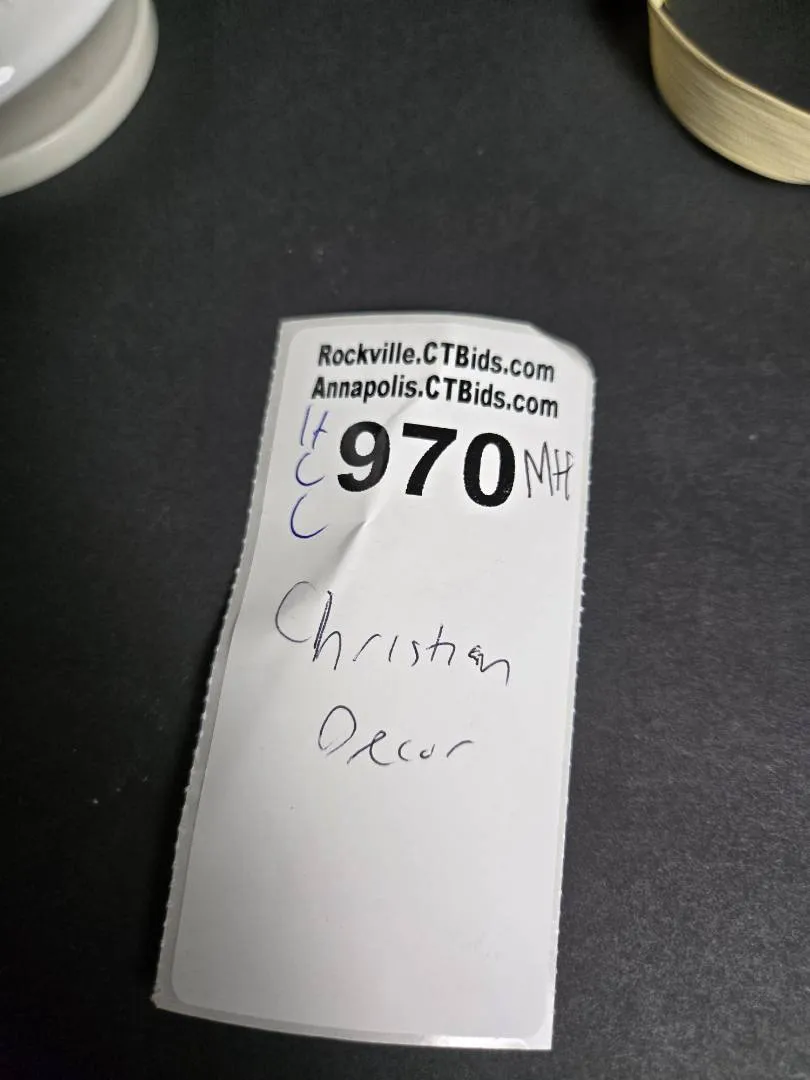 Rockville.CTBids.com
Annapolis.CTBids.com
970 MH
Christian
Decor